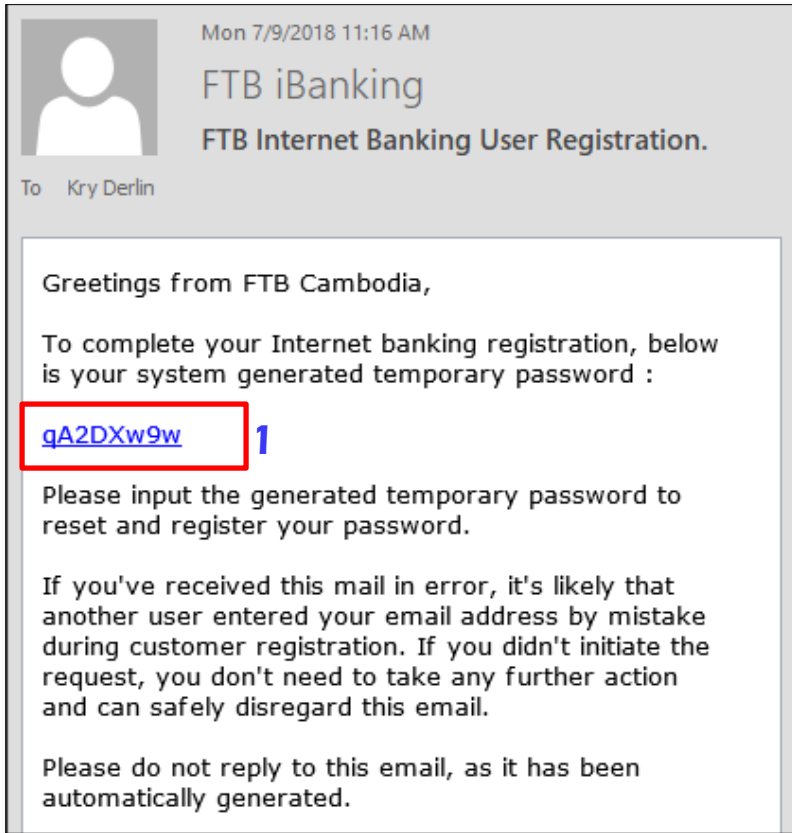 Mon 7/9/2018 11:16 AM
FTB iBanking
FTB Internet Banking User Registration.
To Kry Derlin
Greetings from FTB Cambodia,
To complete your Internet banking registration, below
is your system generated temporary password :
qA2DXw9w
1
Please input the generated temporary password to
reset and register your password.
If you've received this mail in error, it's likely that
another user entered your email address by mistake
during customer registration. If you didn't initiate the
request, you don't need to take any further action
and can safely disregard this email.
Please do not reply to this email, as it has been
automatically generated.